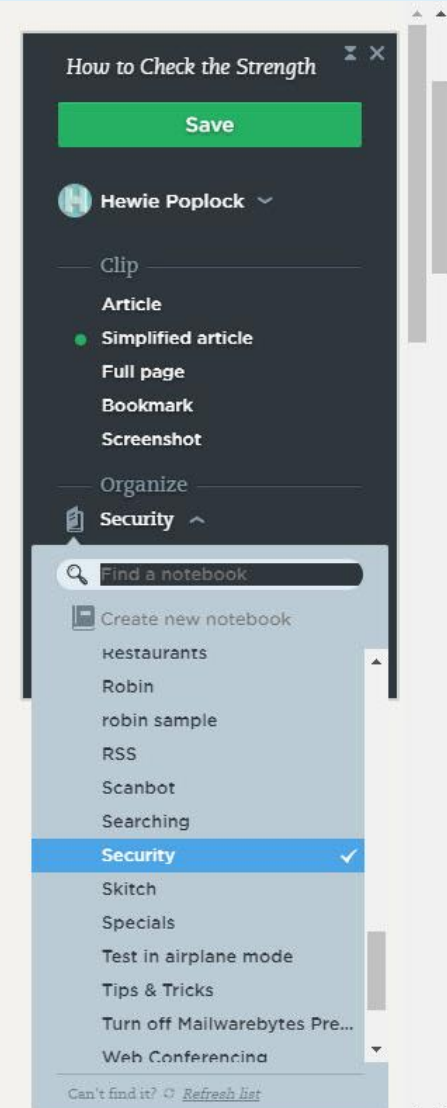 How to Check the Strength
Save
Hewie Poplock
Clip
Article
Simplified article
Full page
Bookmark
Screenshot
Organize
Security
Find a notebook
Create new notebook
Restaurants
Robin
robin sample
RSS
Scanbot
Searching
Security
Skitch
Specials
Test in airplane mode
Tips & Tricks
Turn off Mailwarebytes Pre...
Web Conferencing
Can't find it? Refresh list